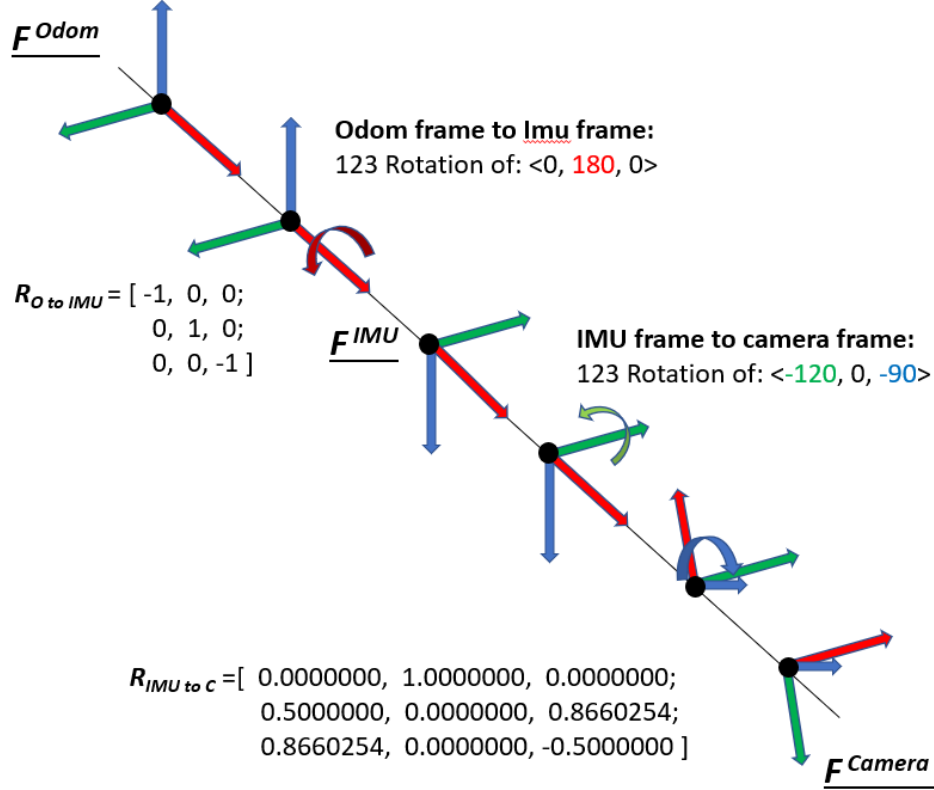 F Odom
Odom frame to Imu frame:
123 Rotation of: <0, 180, 0>
R O to IMU = [ -1, 0, 0;
0, 1, 0;
0, 0, -1 ]
F IMU
IMU frame to camera frame:
123 Rotation of: <-120, 0, -90>
R IMU to C =[ 0.0000000, 1.0000000, 0.0000000;
0.5000000, 0.0000000, 0.8660254;
0.8660254, 0.0000000, -0.5000000 ]
F Camera